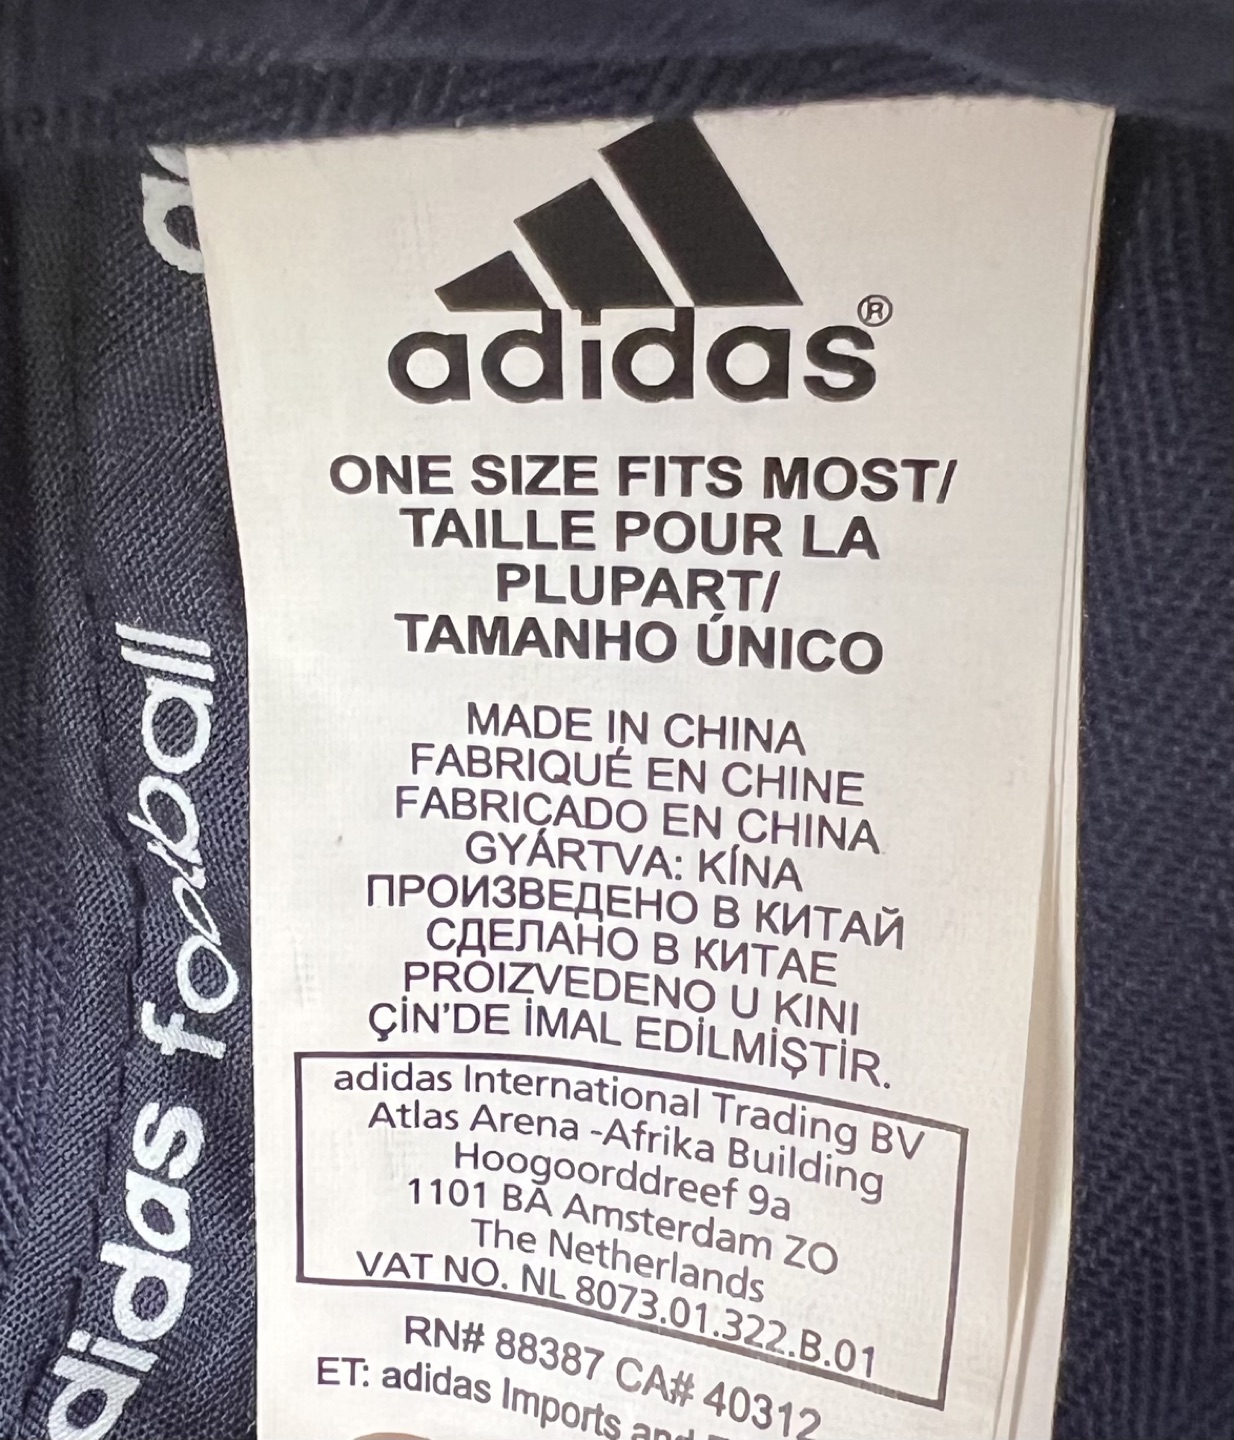 adidas®
ONE SIZE FITS MOST/
TAILLE POUR LA
PLUPART/
TAMANHO ÚNICO
MADE IN CHINA
FABRIQUÉ EN CHINE
FABRICADO EN CHINA
GYÁRTVA: KÍNA
ПРОИЗВЕДЕНО В КИТАЙ
СДЕЛАНО В КИТАЕ
PROIZVEDENO U KINI
ÇİN'DE İMAL EDİLMİŞTİR.
adidas International Trading BV
Atlas Arena -Afrika Building
Hoogoorddreef 9a
1101 BA Amsterdam ZO
The Netherlands
VAT NO. NL 8073.01.322.B.01
RN# 88387 CA# 40312
ET: adidas Imports and
adidas football